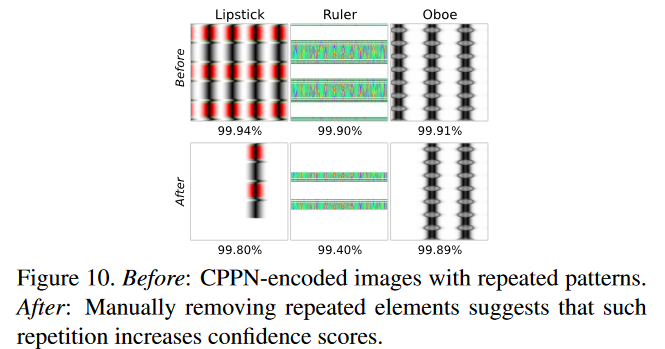 Lipstick Ruler Oboe
Before
99.94% 99.90% 99.91%
After
99.80% 99.40% 99.89%
Figure 10. Before: CPPN-encoded images with repeated patterns.
After: Manually removing repeated elements suggests that such
repetition increases confidence scores.